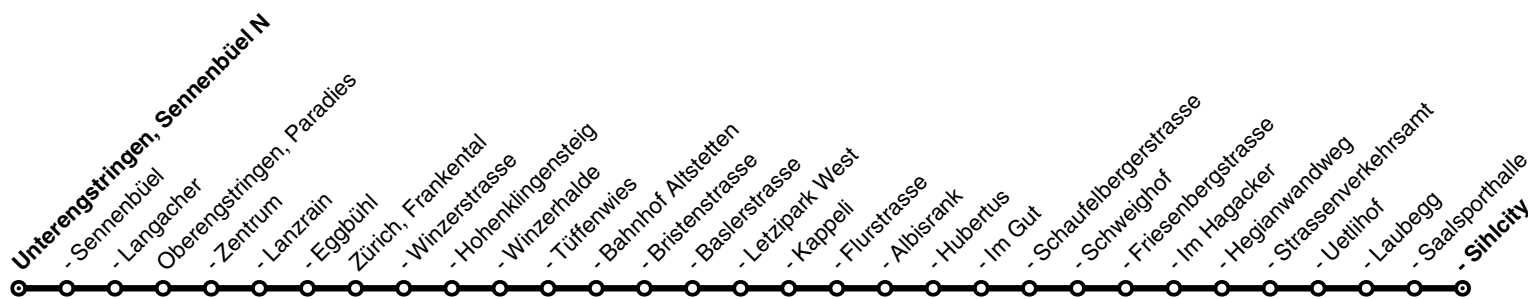 Unterengstringen, Sennenbüel N
- Sennenbüel
- Langacher
Oberengstringen, Paradies
- Zentrum
- Lanzrain
- Eggbühl
Zürich, Frankental
- Winzerstrasse
- Hohenklingensteig
- Winzerhalde
- Tüffenwies
- Bahnhof Altstetten
- Bristenstrasse
- Baslerstrasse
- Letzipark West
- Kappeli
- Flurstrasse
- Albisrank
- Hubertus
- Im Gut
- Schaufelbergerstrasse
- Schweighof
- Friesenbergstrasse
- Im Hagacker
- Hegianwandweg
- Strassenverkehrsamt
- Uetlihof
- Laubegg
- Saalsporthalle
- Sihlcity